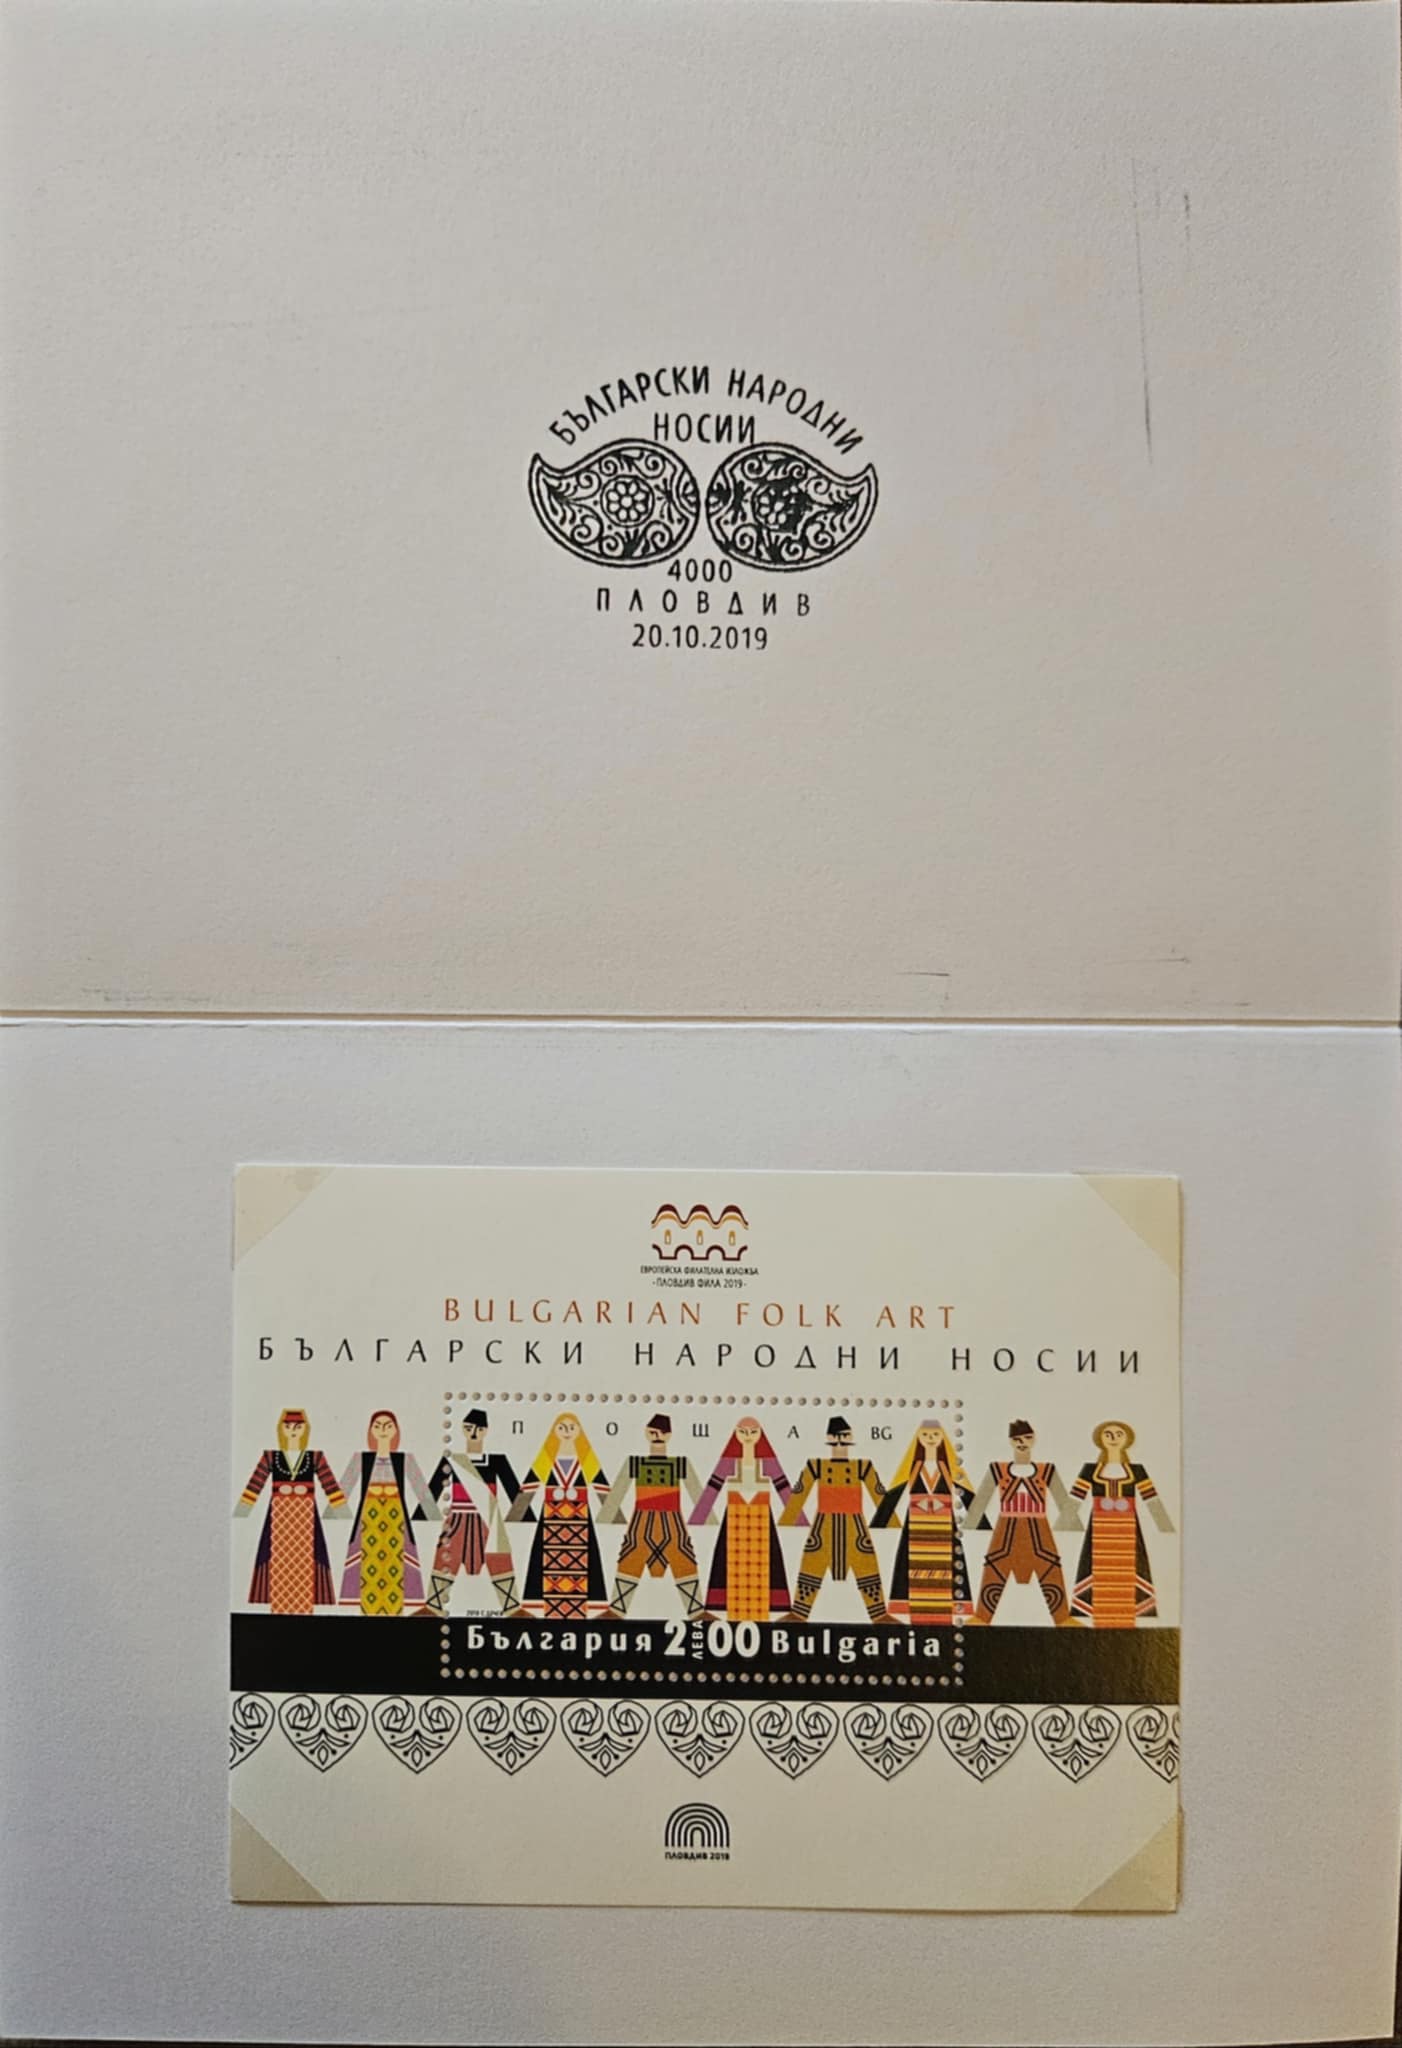 БЪЛГАРСКИ НАРОДНИ
НОСИИ
4000
ПЛОВДИВ
20.10.2019
ЕВРОПЕЙСКА ФИЛАТЕЛНА ИЗЛОЖБА
-ПЛОВДИВ ФИЛА 2019-
BULGARIAN FOLK ART
БЪЛГАРСКИ НАРОДНИ НОСИИ
ПОЩА BG
България 2.00 ЛЕВА Bulgaria
ПЛОВДИВ 2019